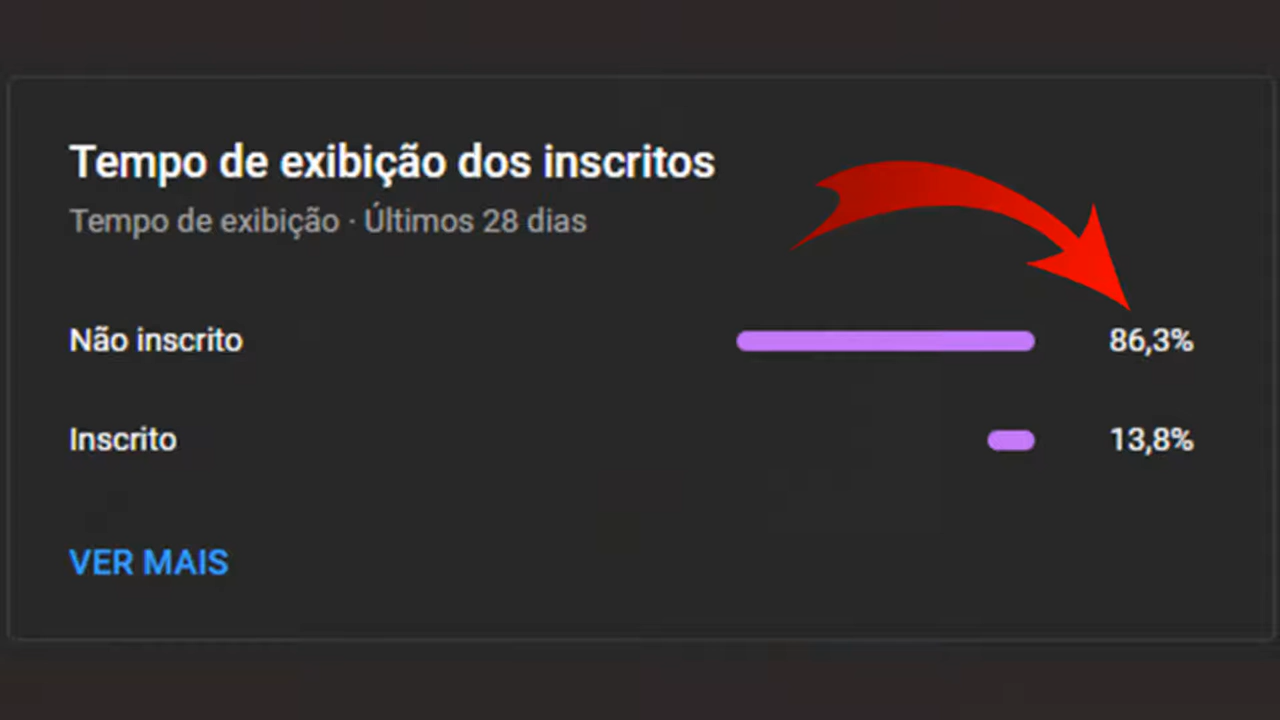 Tempo de exibição dos inscritos
Tempo de exibição · Últimos 28 dias
Não inscrito 86,3%
Inscrito 13,8%
VER MAIS